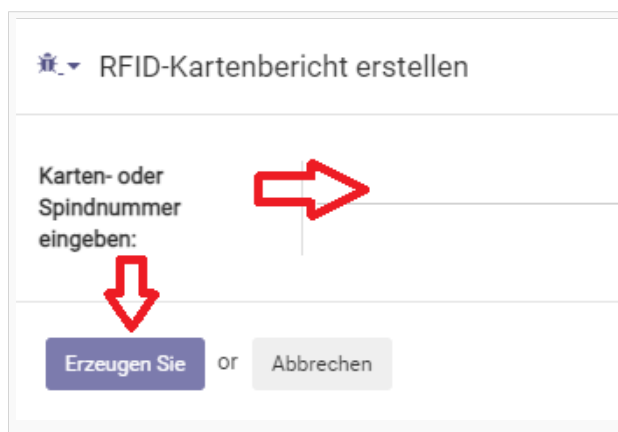 RFID-Kartenbericht erstellen
Karten- oder
Spindnummer
eingeben:
Erzeugen Sie or Abbrechen